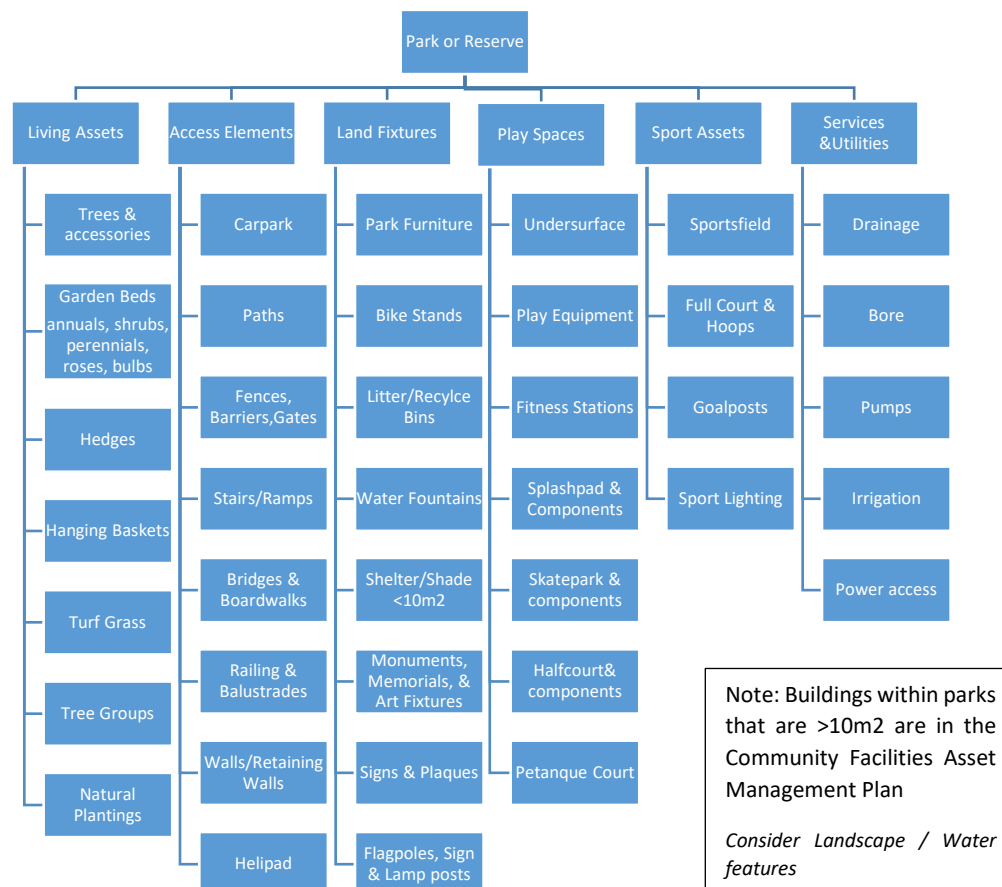 Park or Reserve
Living Assets
Access Elements
Land Fixtures
Play Spaces
Sport Assets
Services
&Utilities
Trees &
accessories
Garden Beds
annuals, shrubs,
perennials,
roses, bulbs
Hedges
Hanging Baskets
Turf Grass
Tree Groups
Natural
Plantings
Carpark
Paths
Fences,
Barriers,Gates
Stairs/Ramps
Bridges &
Boardwalks
Railing &
Balustrades
Walls/Retaining
Walls
Helipad
Park Furniture
Bike Stands
Litter/Recylce
Bins
Water Fountains
Shelter/Shade
<10m2
Monuments,
Memorials, &
Art Fixtures
Signs & Plaques
Flagpoles, Sign
& Lamp posts
Undersurface
Play Equipment
Fitness Stations
Splashpad &
Components
Skatepark &
components
Halfcourt&
components
Petanque Court
Sportsfield
Full Court &
Hoops
Goalposts
Sport Lighting
Drainage
Bore
Pumps
Irrigation
Power access
Note: Buildings within parks
that are >10m2 are in the
Community Facilities Asset
Management Plan
Consider Landscape / Water
features